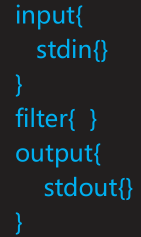 input{
stdin{}
}
filter{  }
output{
stdout{}
}